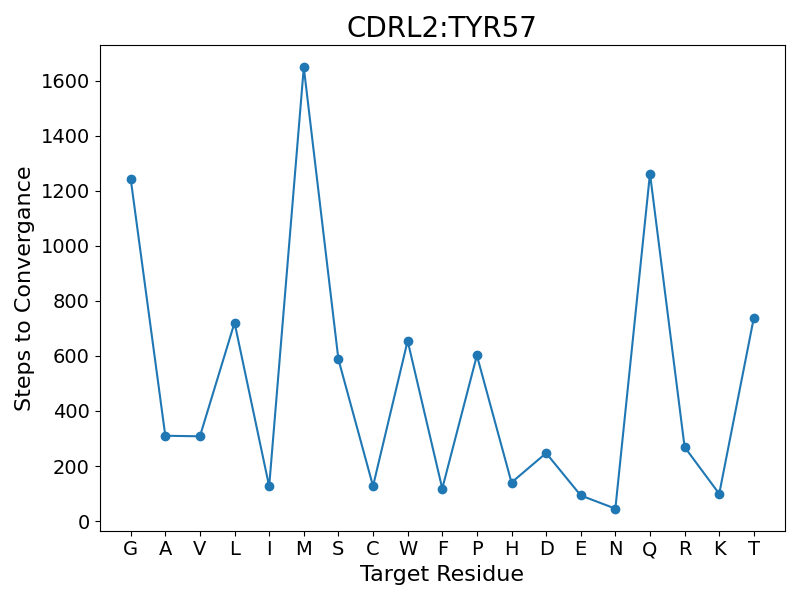 CDRL2:TYR57
Steps to Convergance
1600
1400
1200
1000
800
600
400
200
0
G A V L I M S C W F P H D E N Q R K T
Target Residue